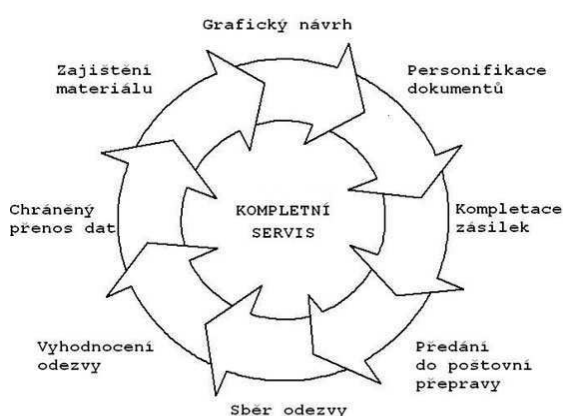 Grafický návrh
Personifikace
dokumentů
Kompletace
zásilek
Předání
do poštovní
přepravy
Sběr odezvy
Vyhodnocení
odezvy
Chráněný
přenos dat
Zajištění
materiálu
KOMPLETNÍ
SERVIS